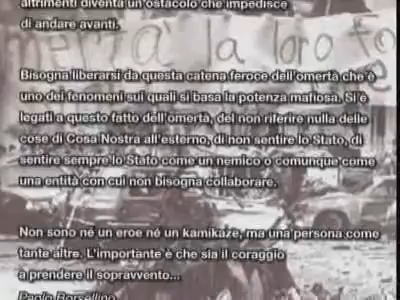 altrimenti diventa un'ostacolo che impedisce
di andare avanti.
la loro fo
Bisogna liberarsi da questa catena feroce dell'omertà che è
uno dei fenomeni sui quali si basa la potenza mafiosa. Si è
legati a questo fatto dell'omertà, del non riferire nulla delle
cose di Cosa Nostra all'esterno, di non sentire lo Stato, di
sentire sempre lo Stato come un nemico o comunque come
una entità con cui non bisogna collaborare.
Non sono né un eroe né un kamikaze, ma una persona come
tante altre. L'importante è che sia il coraggio
a prendere il sopravvento...
Paolo Borsellino